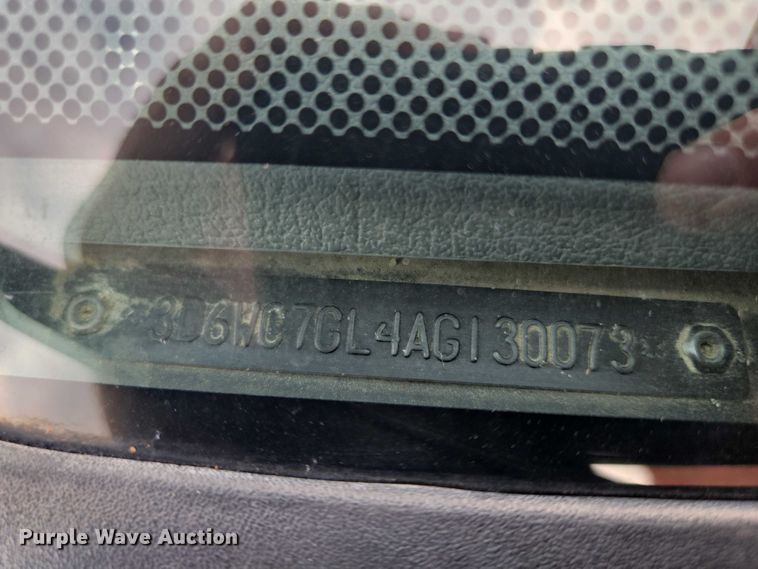 3D6WC7GL4AG130073
Purple Wave Auction